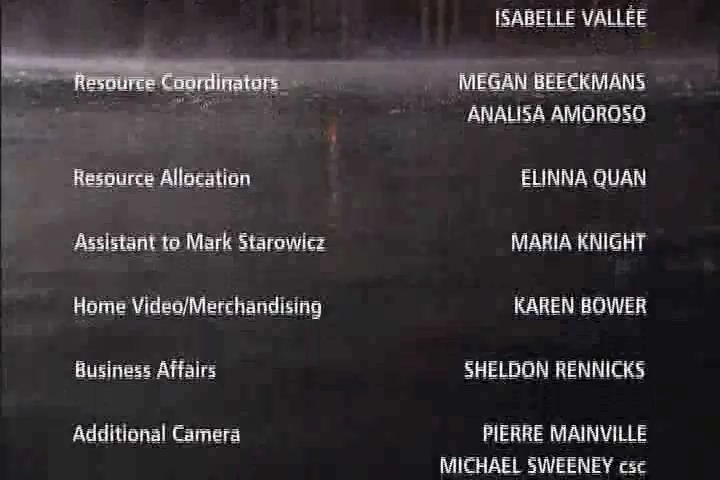 ISABELLE VALLÉE
Resource Coordinators MEGAN BEECKMANS
ANALISA AMOROSO
Resource Allocation ELINNA QUAN
Assistant to Mark Starowicz MARIA KNIGHT
Home Video/Merchandising KAREN BOWER
Business Affairs SHELDON RENNICKS
Additional Camera PIERRE MAINVILLE
MICHAEL SWEENEY csc